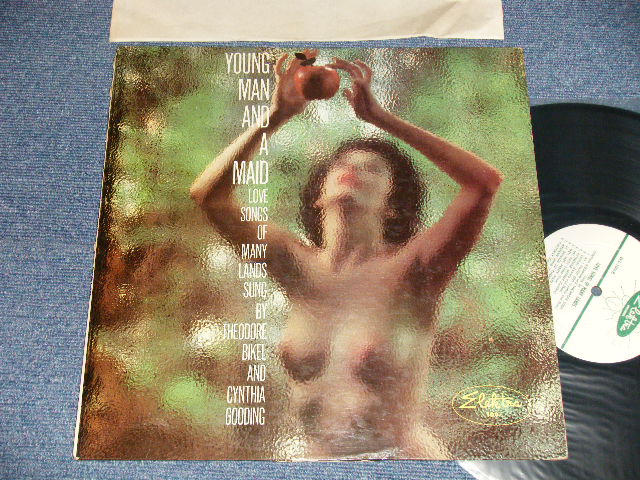 YOUNG
MAN
AND
A
MAID
LOVE
SONGS
OF
MANY
LANDS
SUNG
BY
THEODORE
BIKEL
AND
CYNTHIA
GOODING
Elektra